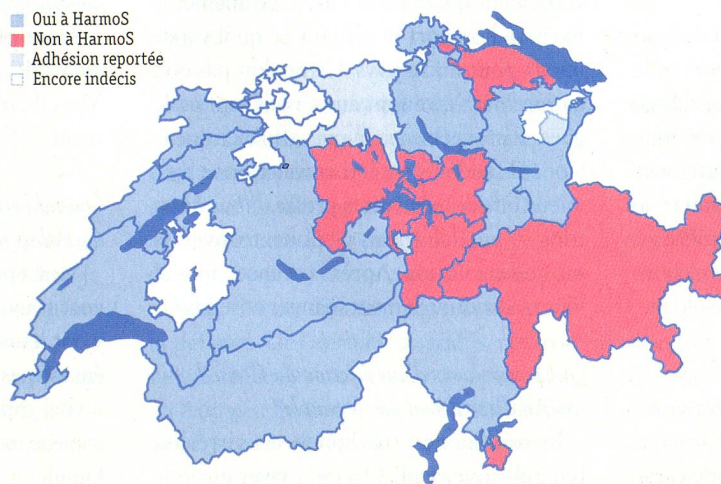 Oui à HarmoS
Non à HarmoS
Adhésion reportée
Encore indécis